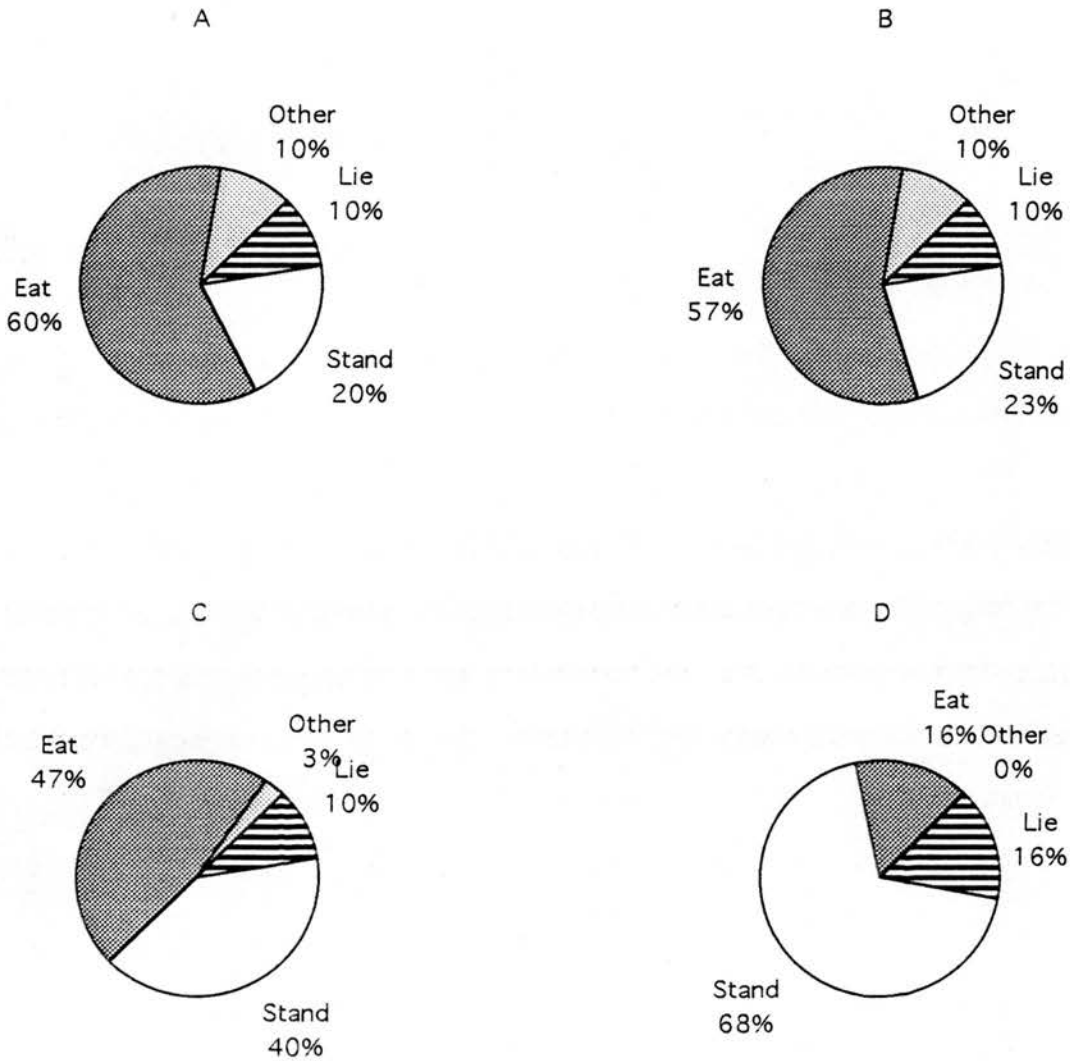 A
Other
10%
Lie
10%
Eat
60%
Stand
20%
B
Other
10%
Lie
10%
Eat
57%
Stand
23%
C
Other
3%
Eat
47%
Lie
10%
Stand
40%
D
Eat
16%
Other
0%
Lie
16%
Stand
68%